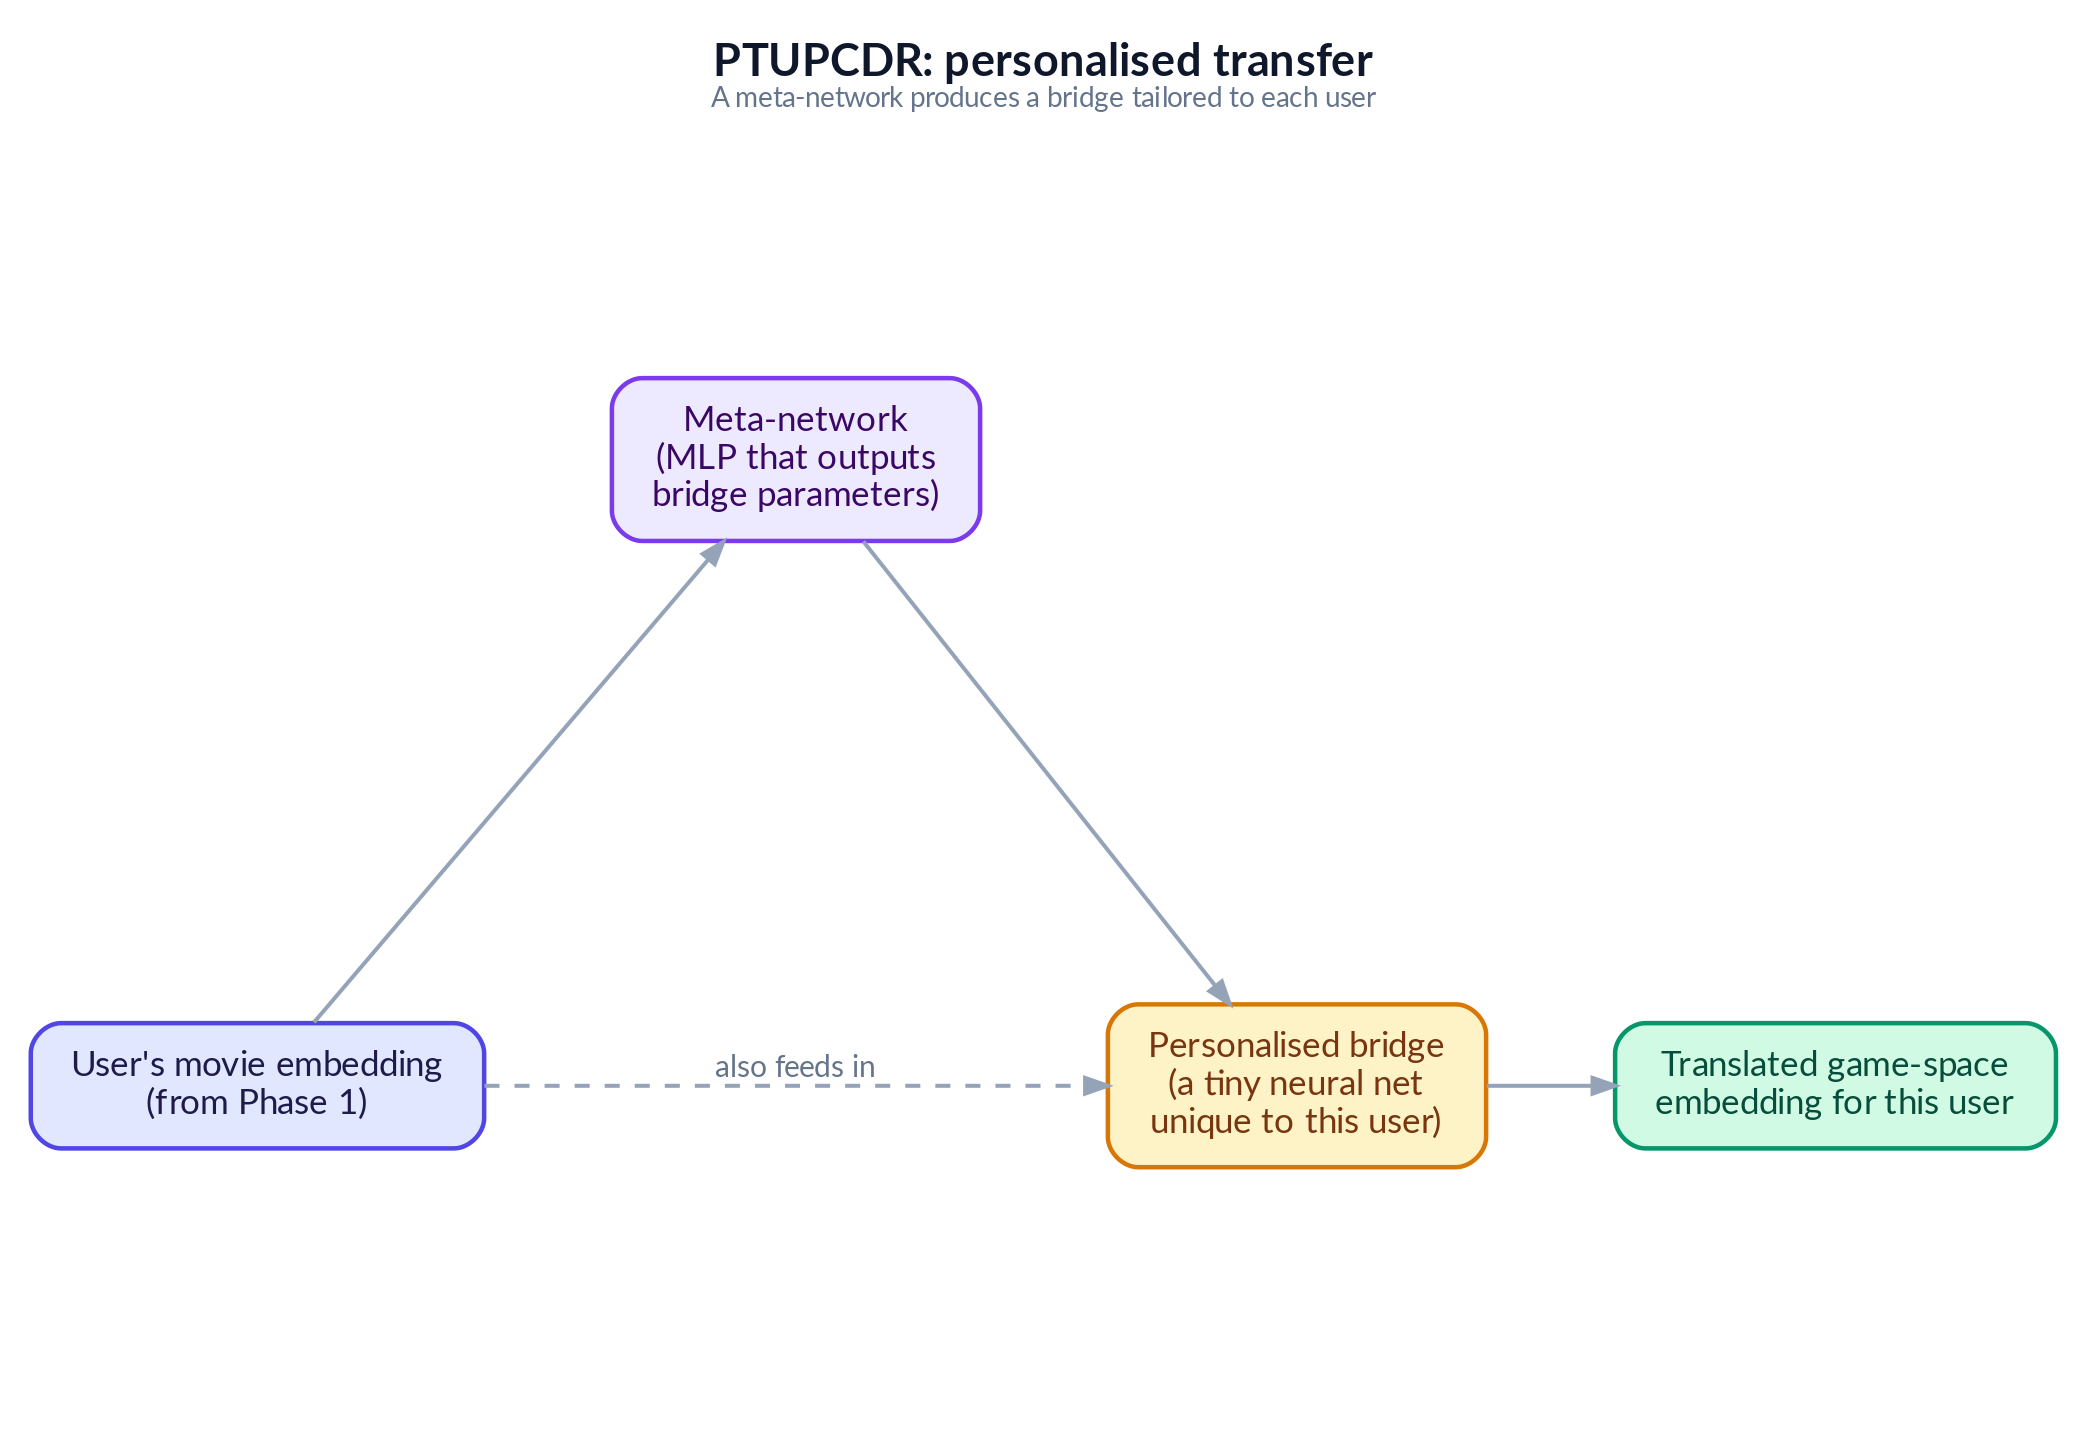 PTUPCDR: personalised transfer
A meta-network produces a bridge tailored to each user
Meta-network
(MLP that outputs
bridge parameters)
User's movie embedding
(from Phase 1)
also feeds in
Personalised bridge
(a tiny neural net
unique to this user)
Translated game-space
embedding for this user